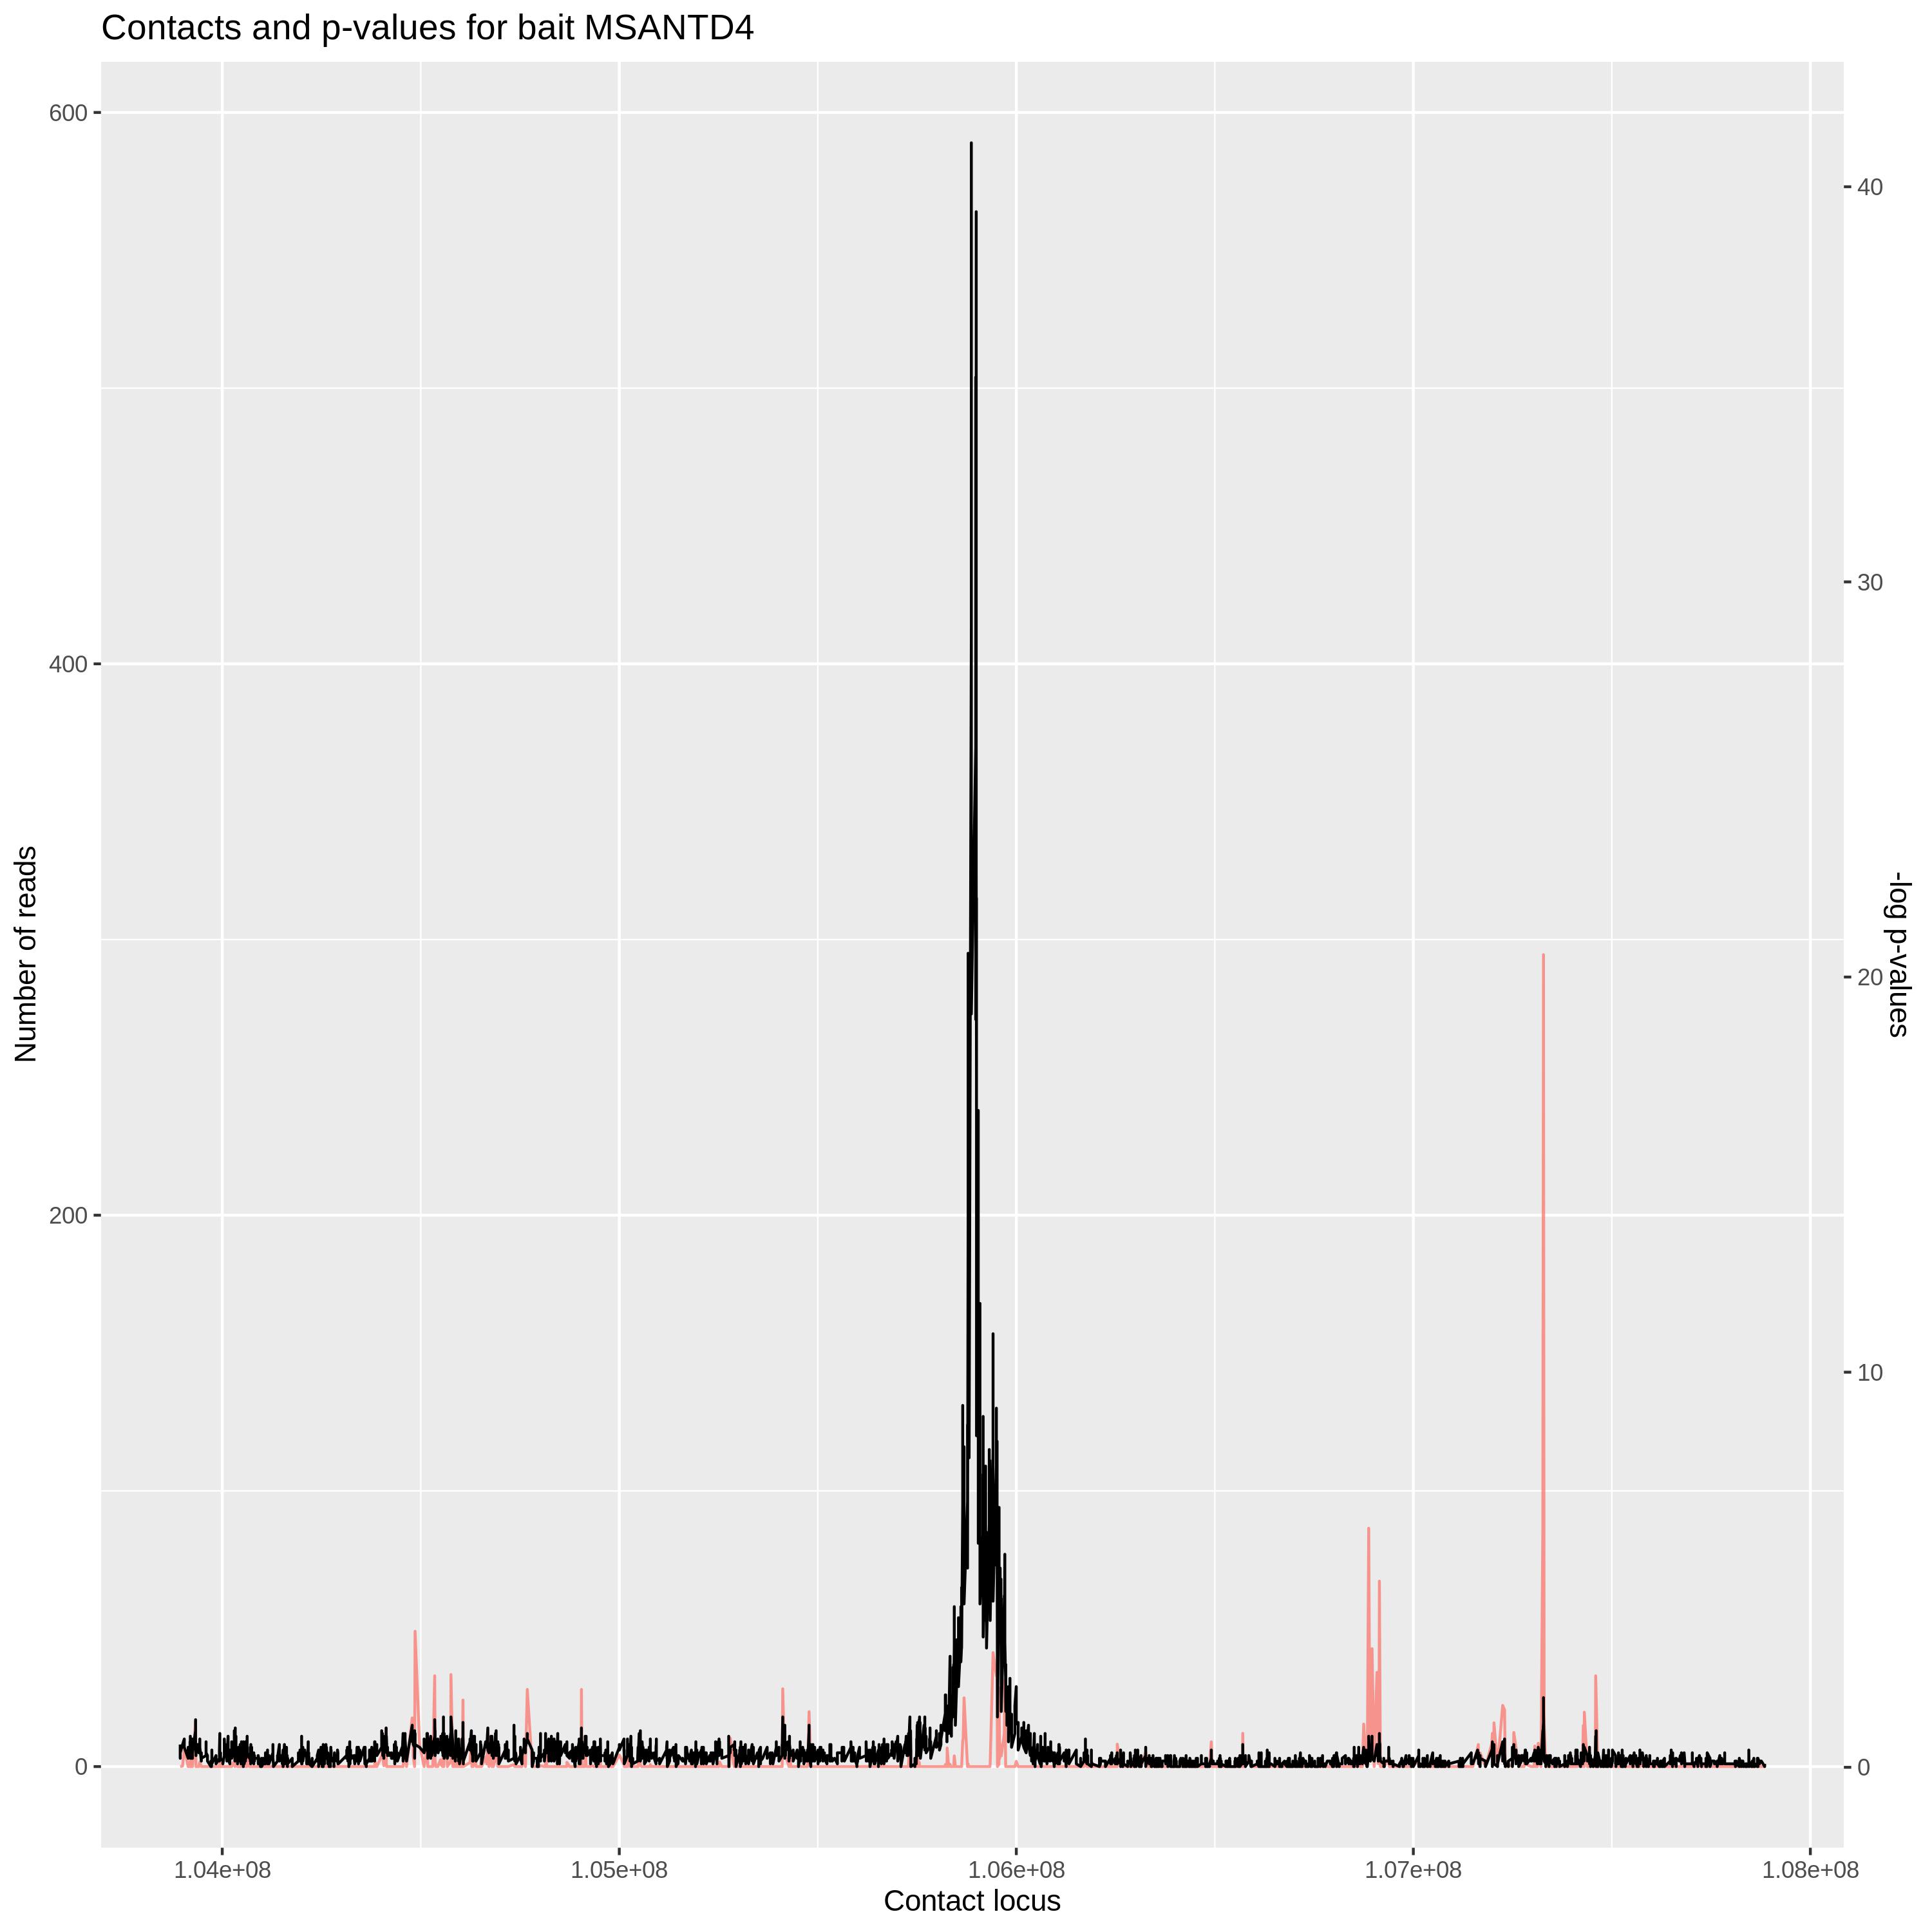 Contacts and p-values for bait MSANTD4
600
400
200
0
40
30
20
10
0
Number of reads
-log p-values
1.04e+08 1.05e+08 1.06e+08 1.07e+08 1.08e+08
Contact locus